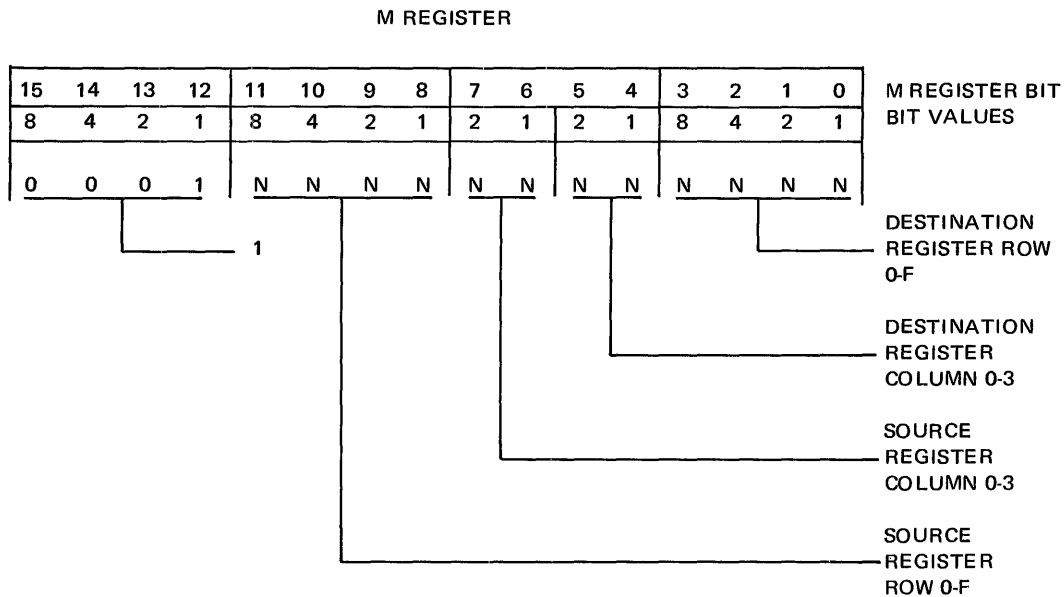 M REGISTER
15 14 13 12 11 10 9 8 7 6 5 4 3 2 1 0 M REGISTER BIT
8 4 2 1 8 4 2 1 2 1 2 1 8 4 2 1 BIT VALUES
0 0 0 1 N N N N N N N N N N N N
1
DESTINATION
REGISTER ROW
0-F
DESTINATION
REGISTER
COLUMN 0-3
SOURCE
REGISTER
COLUMN 0-3
SOURCE
REGISTER
ROW 0-F